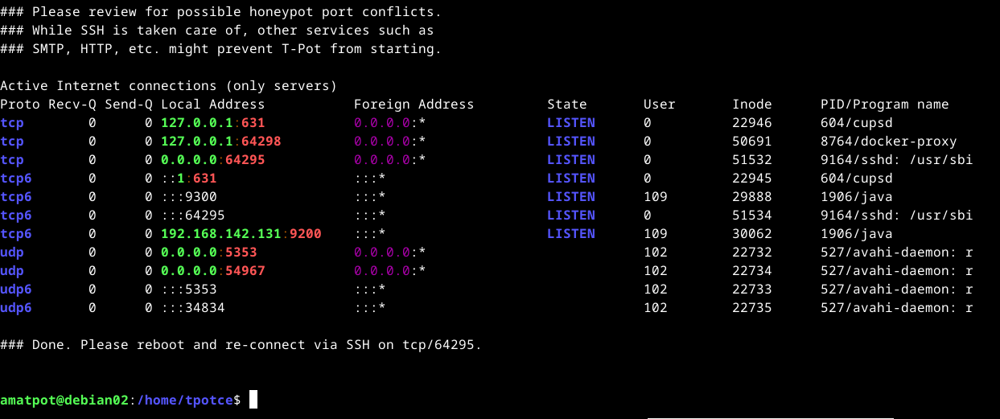 ### Please review for possible honeypot port conflicts.
### While SSH is taken care of, other services such as
### SMTP, HTTP, etc. might prevent T-Pot from starting.
Active Internet connections (only servers)
Proto Recv-Q Send-Q Local Address           Foreign Address         State       User       Inode      PID/Program name
tcp        0      0 127.0.0.1:631           0.0.0.0:*               LISTEN      0          22946      604/cupsd
tcp        0      0 127.0.0.1:64298         0.0.0.0:*               LISTEN      0          50691      8764/docker-proxy
tcp        0      0 0.0.0.0:64295           0.0.0.0:*               LISTEN      0          51532      9164/sshd: /usr/sbi
tcp6       0      0 ::1:631                 :::*                    LISTEN      0          22945      604/cupsd
tcp6       0      0 :::9300                 :::*                    LISTEN      109        29888      1906/java
tcp6       0      0 :::64295                :::*                    LISTEN      0          51534      9164/sshd: /usr/sbi
tcp6       0      0 192.168.142.131:9200    :::*                    LISTEN      109        30062      1906/java
udp        0      0 0.0.0.0:5353            0.0.0.0:*                           102        22732      527/avahi-daemon: r
udp        0      0 0.0.0.0:54967           0.0.0.0:*                           102        22734      527/avahi-daemon: r
udp6       0      0 :::5353                 :::*                                102        22733      527/avahi-daemon: r
udp6       0      0 :::34834                :::*                                102        22735      527/avahi-daemon: r
### Done. Please reboot and re-connect via SSH on tcp/64295.
amatpot@debian02:/home/tpotce$